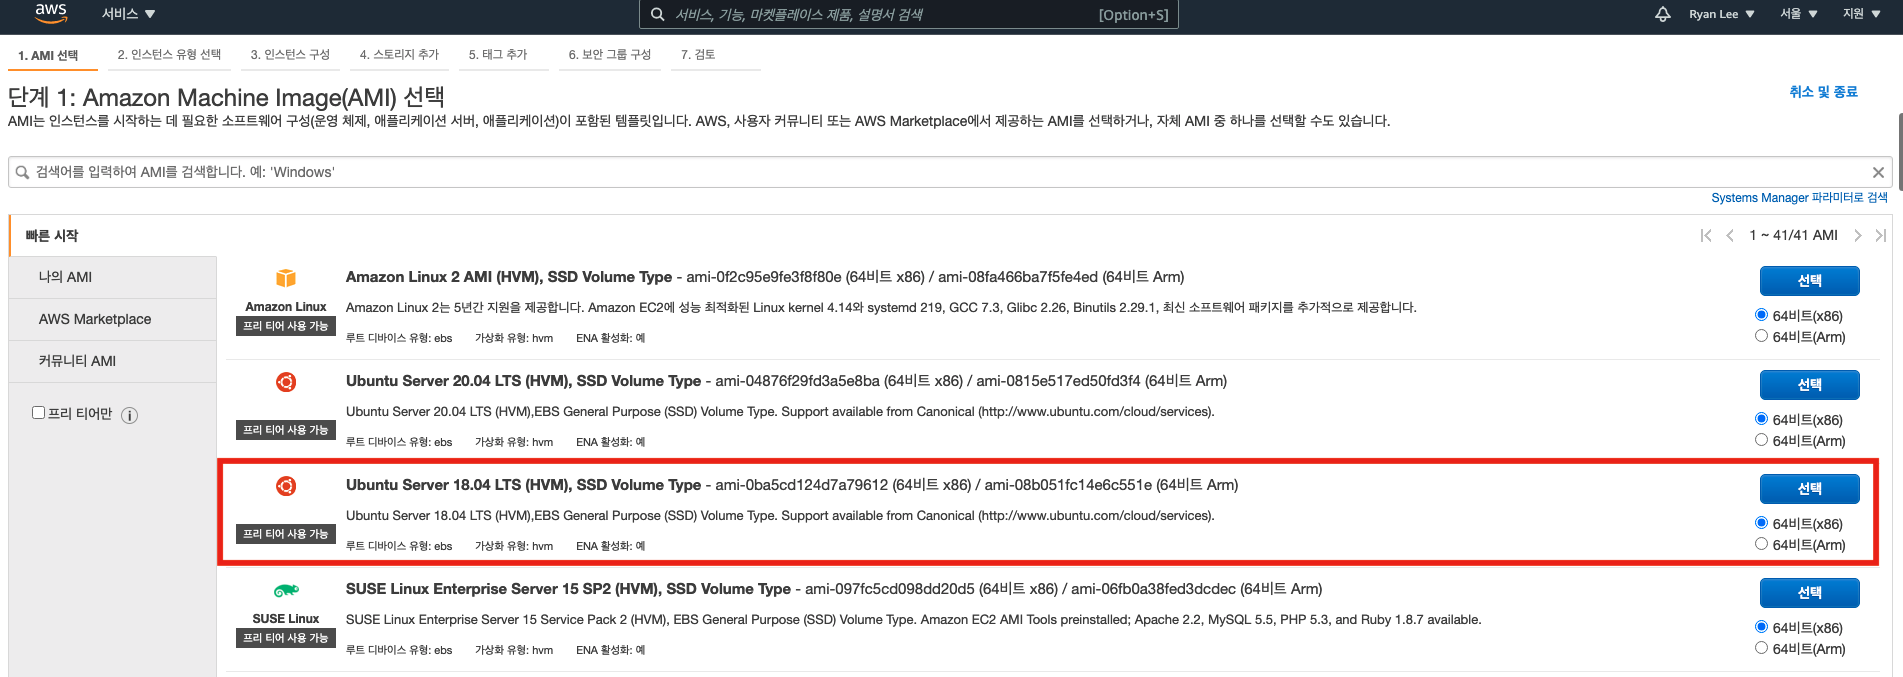 aws 서비스 서비스, 기능, 마켓플레이스 제품, 설명서 검색 [Option+S] Ryan Lee 서울 지원
1. AMI 선택 2. 인스턴스 유형 선택 3. 인스턴스 구성 4. 스토리지 추가 5. 태그 추가 6. 보안 그룹 구성 7. 검토
단계 1: Amazon Machine Image(AMI) 선택
취소 및 종료
AMI는 인스턴스를 시작하는 데 필요한 소프트웨어 구성(운영 체제, 애플리케이션 서버, 애플리케이션)이 포함된 템플릿입니다. AWS, 사용자 커뮤니티 또는 AWS Marketplace에서 제공하는 AMI를 선택하거나, 자체 AMI 중 하나를 선택할 수도 있습니다.
검색어를 입력하여 AMI를 검색합니다. 예: 'Windows'
Systems Manager 파라미터로 검색
빠른 시작
1 ~ 41/41 AMI
나의 AMI
AWS Marketplace
커뮤니티 AMI
프리 티어만
Amazon Linux
프리 티어 사용 가능
Amazon Linux 2 AMI (HVM), SSD Volume Type - ami-0f2c95e9fe3f8f80e (64비트 x86) / ami-08fa466ba7f5fe4ed (64비트 Arm)
Amazon Linux 2는 5년간 지원을 제공합니다. Amazon EC2에 성능 최적화된 Linux kernel 4.14와 systemd 219, GCC 7.3, Glibc 2.26, Binutils 2.29.1, 최신 소프트웨어 패키지를 추가적으로 제공합니다.
루트 디바이스 유형: ebs 가상화 유형: hvm ENA 활성화: 예
선택
64비트(x86)
64비트(Arm)
프리 티어 사용 가능
Ubuntu Server 20.04 LTS (HVM), SSD Volume Type - ami-04876f29fd3a5e8ba (64비트 x86) / ami-0815e517ed50fd3f4 (64비트 Arm)
Ubuntu Server 20.04 LTS (HVM),EBS General Purpose (SSD) Volume Type. Support available from Canonical (http://www.ubuntu.com/cloud/services).
루트 디바이스 유형: ebs 가상화 유형: hvm ENA 활성화: 예
선택
64비트(x86)
64비트(Arm)
프리 티어 사용 가능
Ubuntu Server 18.04 LTS (HVM), SSD Volume Type - ami-0ba5cd124d7a79612 (64비트 x86) / ami-08b051fc14e6c551e (64비트 Arm)
Ubuntu Server 18.04 LTS (HVM),EBS General Purpose (SSD) Volume Type. Support available from Canonical (http://www.ubuntu.com/cloud/services).
루트 디바이스 유형: ebs 가상화 유형: hvm ENA 활성화: 예
선택
64비트(x86)
64비트(Arm)
SUSE Linux
프리 티어 사용 가능
SUSE Linux Enterprise Server 15 SP2 (HVM), SSD Volume Type - ami-097fc5cd098dd20d5 (64비트 x86) / ami-06fb0a38fed3dcdec (64비트 Arm)
SUSE Linux Enterprise Server 15 Service Pack 2 (HVM), EBS General Purpose (SSD) Volume Type. Amazon EC2 AMI Tools preinstalled; Apache 2.2, MySQL 5.5, PHP 5.3, and Ruby 1.8.7 available.
루트 디바이스 유형: ebs 가상화 유형: hvm ENA 활성화: 예
선택
64비트(x86)
64비트(Arm)